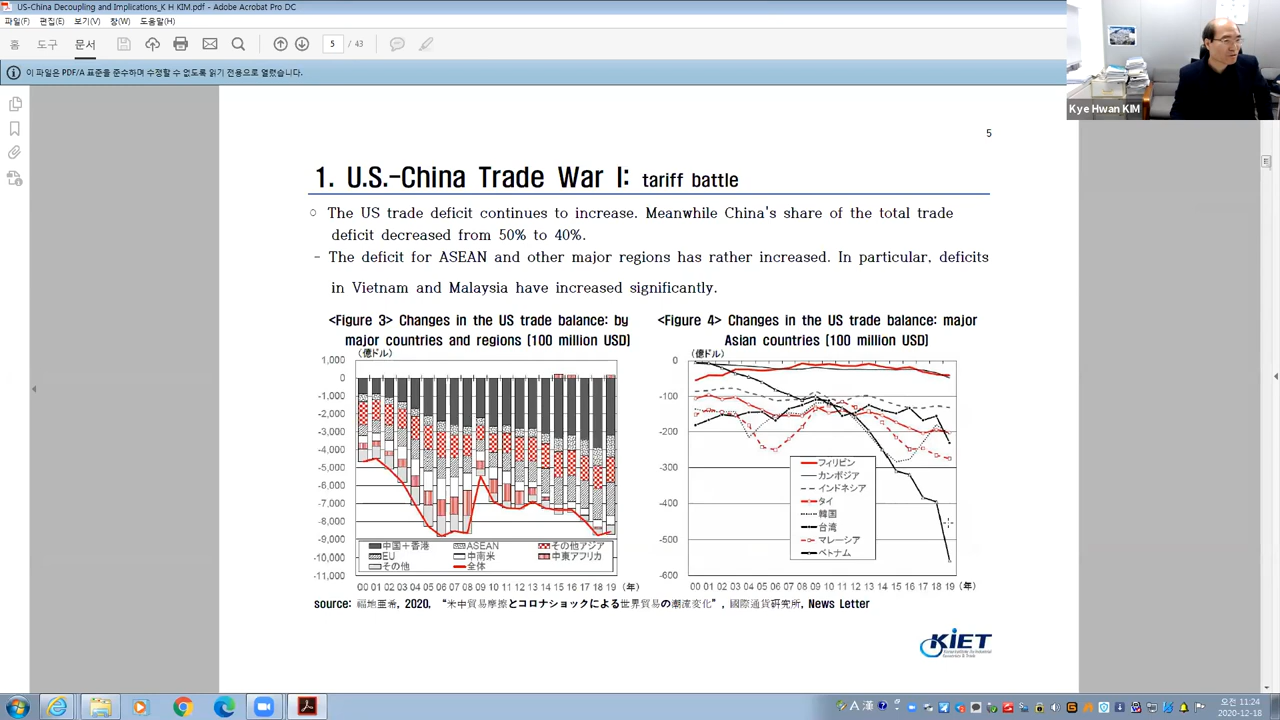 US-China Decoupling and Implications_K H KIM.pdf - Adobe Acrobat Pro DC
파일(F) 편집(E) 보기(V) 창(W) 도움말(H)
홈 도구 문서 5 / 43
이 파일은 PDF/A 표준을 준수하며 수정할 수 없도록 읽기 전용으로 열렸습니다.
Kye Hwan KIM
5
1. U.S.-China Trade War I: tariff battle
○ The US trade deficit continues to increase. Meanwhile China's share of the total trade
deficit decreased from 50% to 40%.
- The deficit for ASEAN and other major regions has rather increased. In particular, deficits
in Vietnam and Malaysia have increased significantly.
<Figure 3> Changes in the US trade balance: by
major countries and regions (100 million USD)
(億ドル)
1,000
0
-1,000
-2,000
-3,000
-4,000
-5,000
-6,000
-7,000
-8,000
-9,000
-10,000
-11,000
中国+香港 ASEAN その他アジア
EU 中南米 中東アフリカ
その他 全体
00 01 02 03 04 05 06 07 08 09 10 11 12 13 14 15 16 17 18 19 (年)
<Figure 4> Changes in the US trade balance: major
Asian countries (100 million USD)
(億ドル)
0
-100
-200
-300
-400
-500
-600
フィリピン
カンボジア
インドネシア
タイ
韓国
台湾
マレーシア
ベトナム
00 01 02 03 04 05 06 07 08 09 10 11 12 13 14 15 16 17 18 19 (年)
source: 福地亜希, 2020, "米中貿易摩擦とコロナショックによる世界貿易の潮流変化", 國際通貨硏究所, News Letter
KIET
A 漢
오전 11:24
2020-12-18